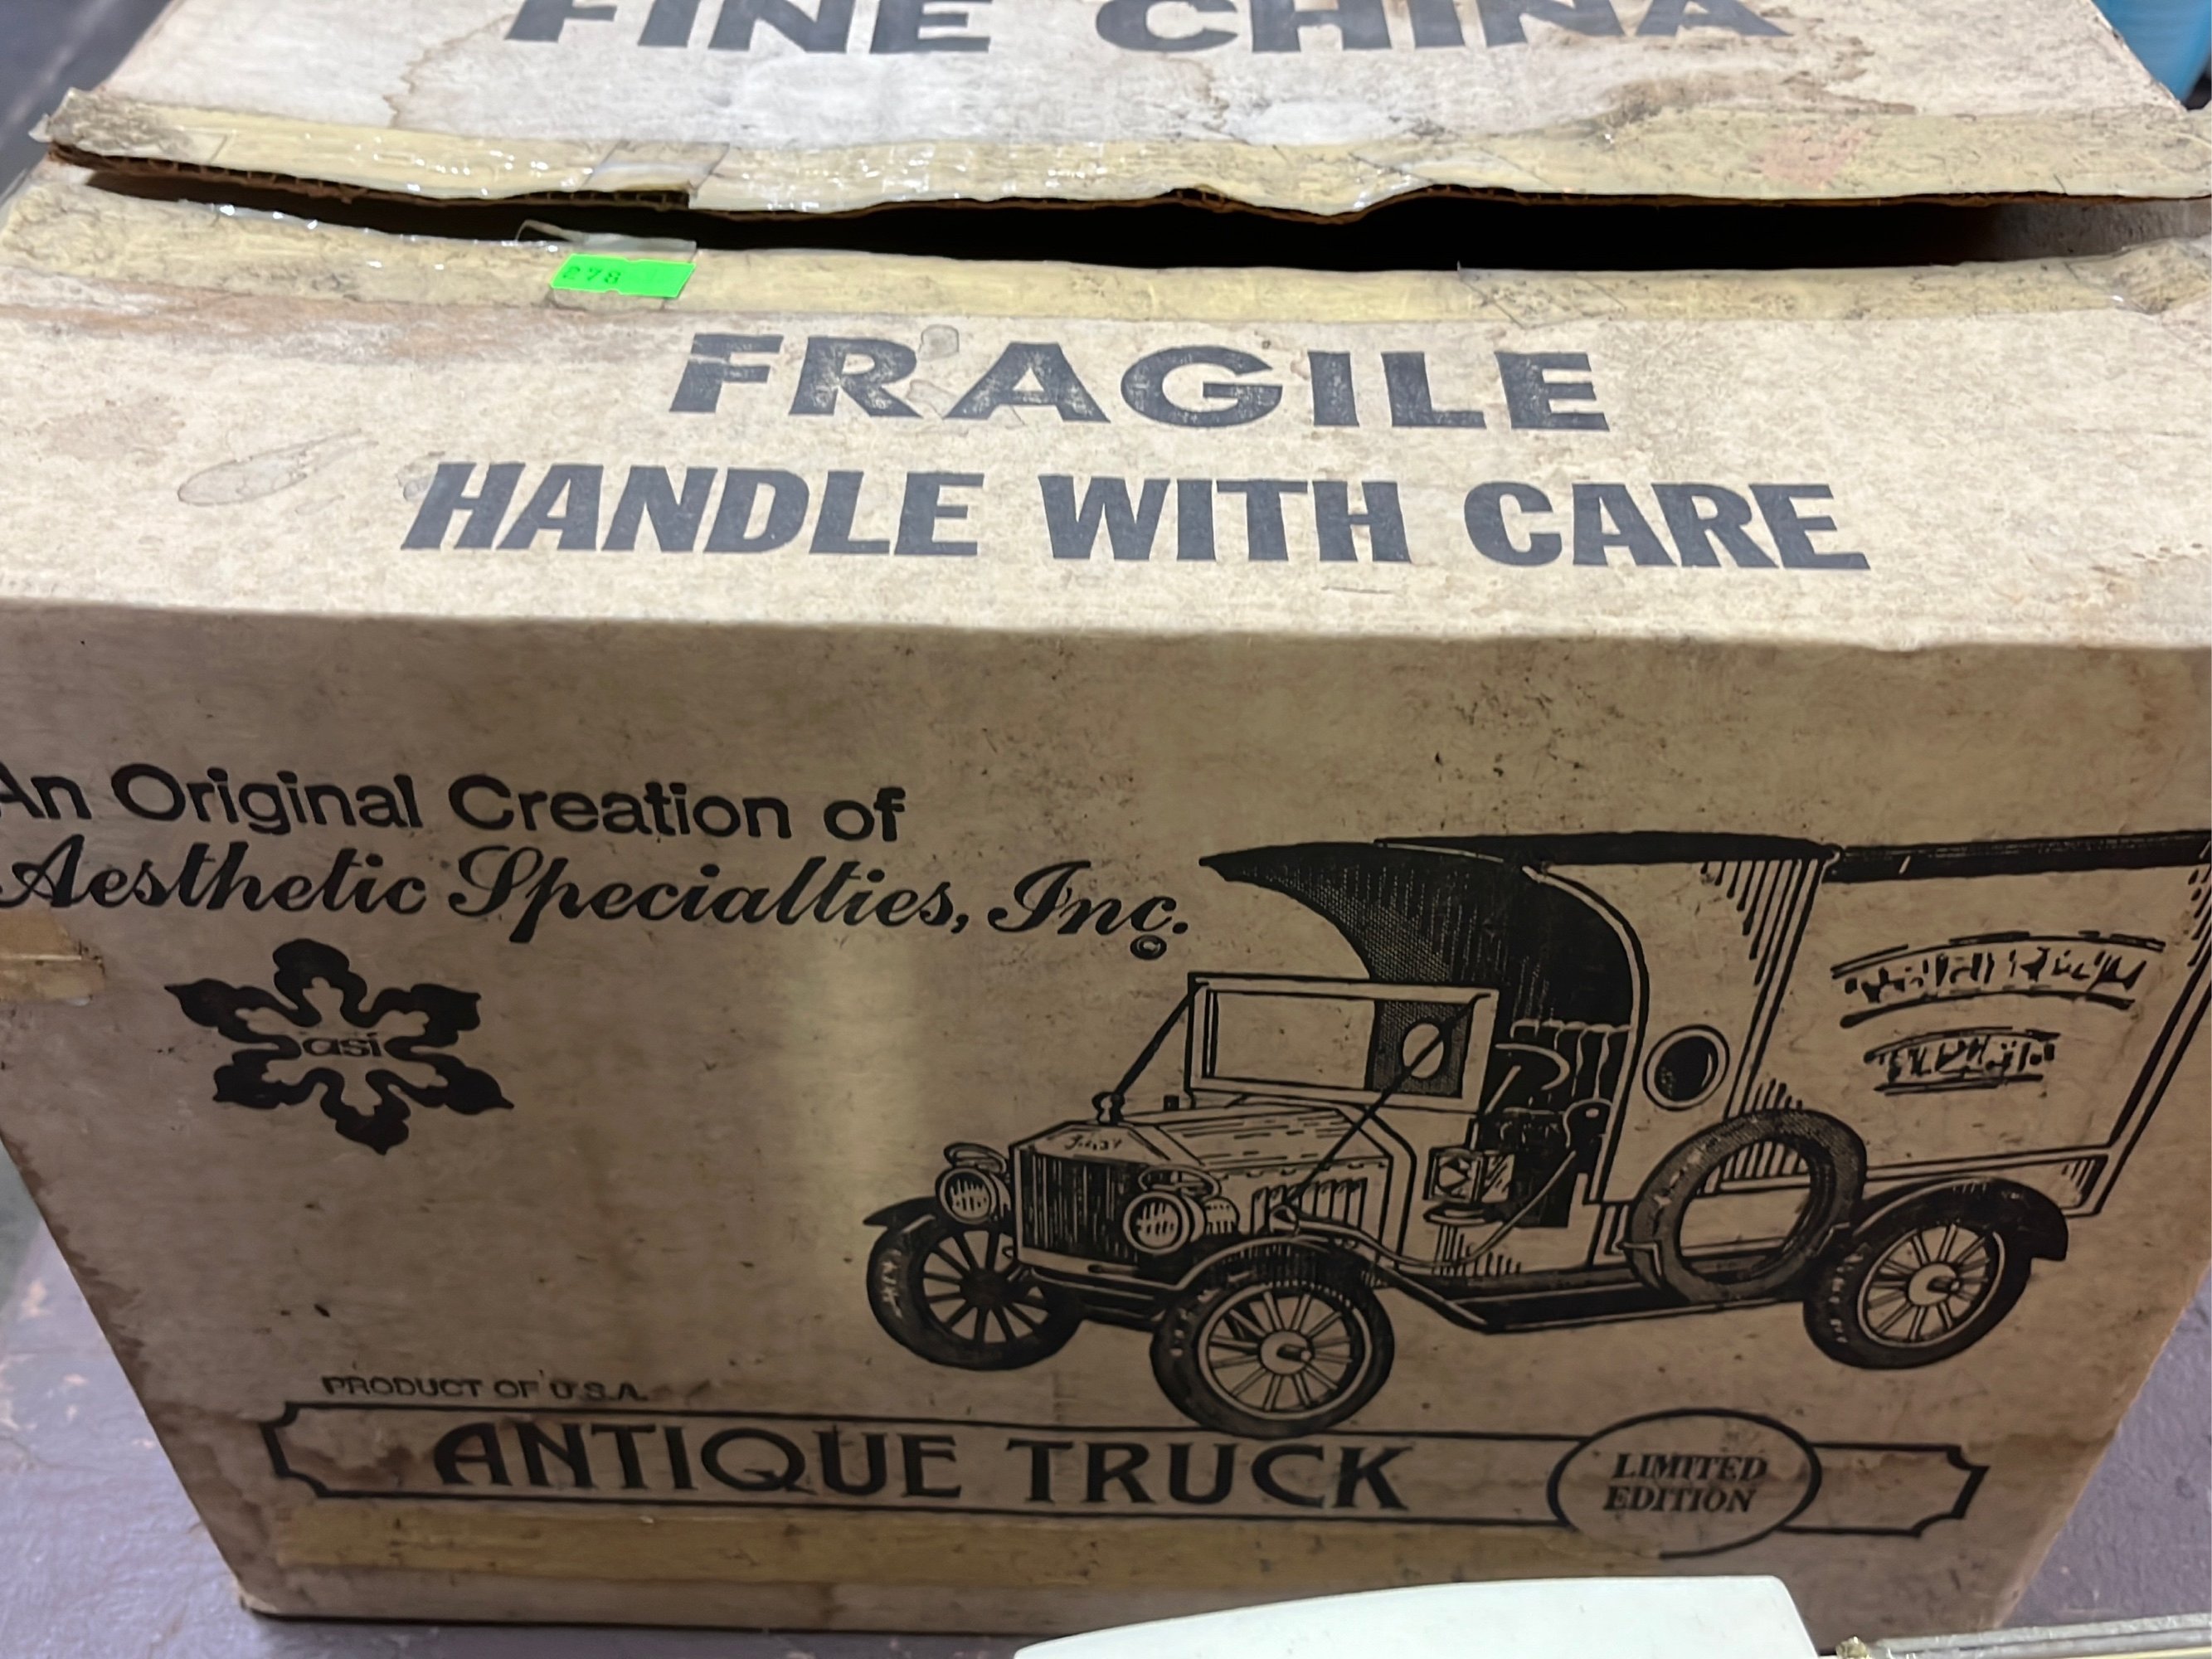 FINE CHINA
278
FRAGILE
HANDLE WITH CARE
An Original Creation of
Aesthetic Specialties, Inc.
©
asi
PRODUCT OF U.S.A.
ANTIQUE TRUCK
LIMITED
EDITION